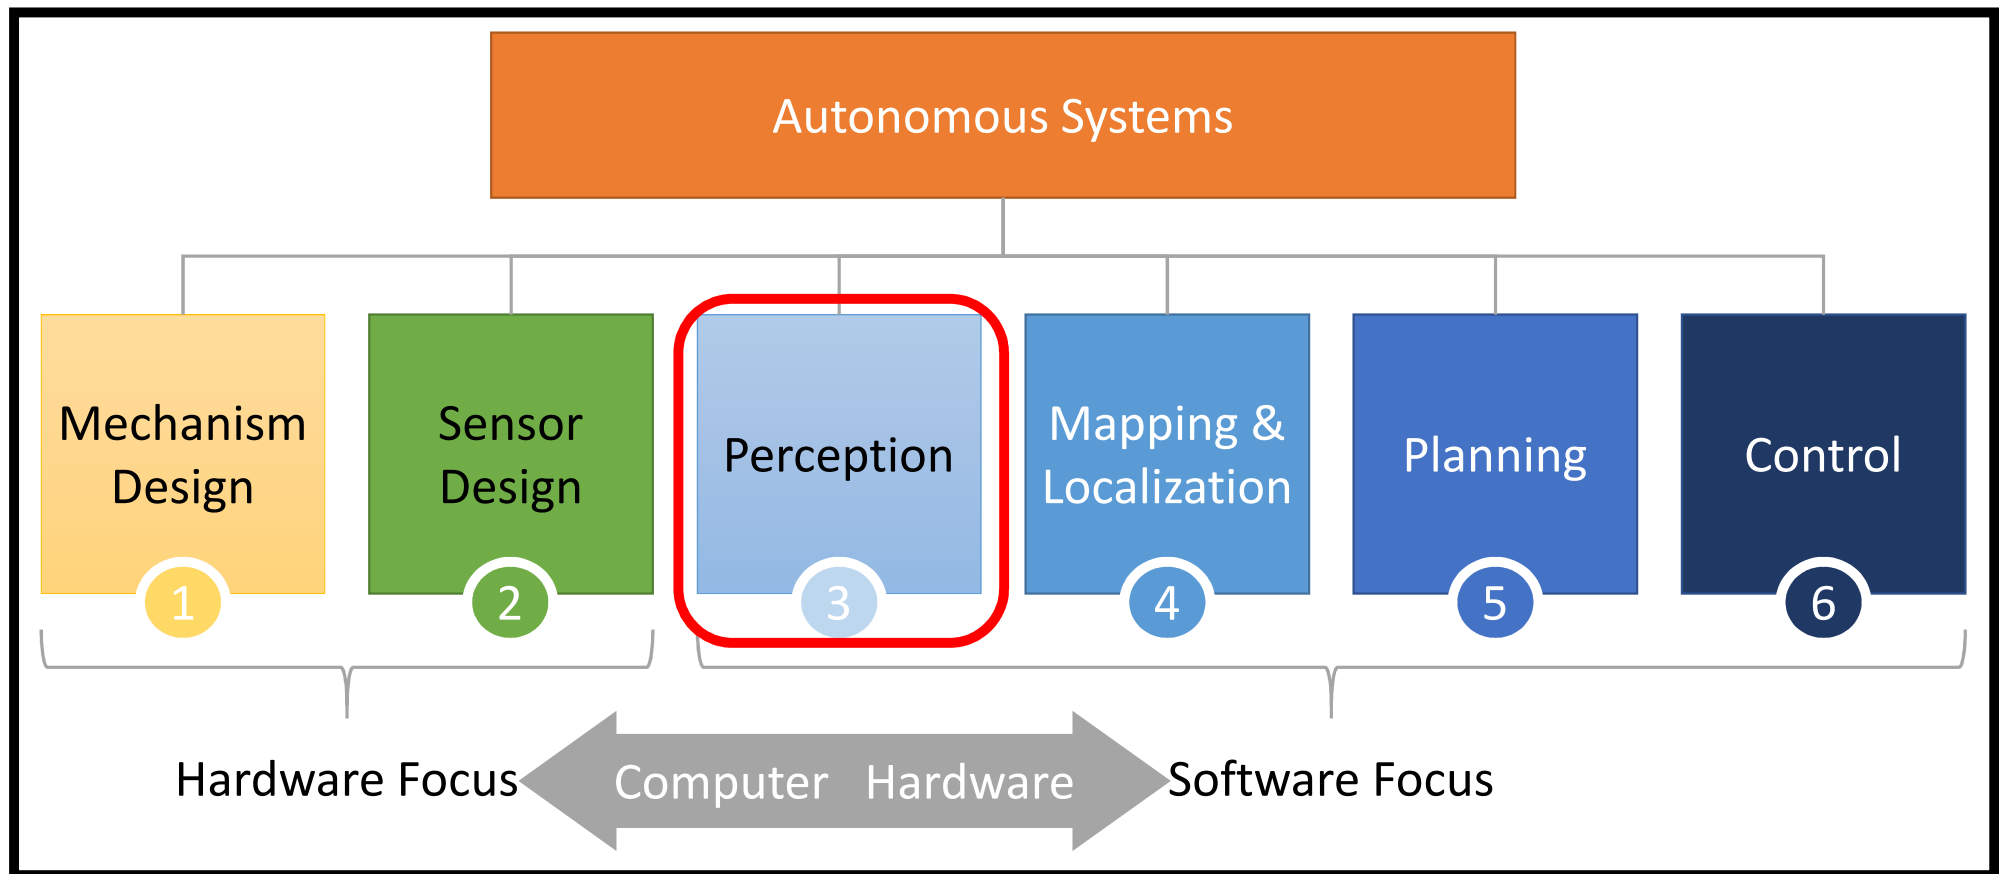 Autonomous Systems
Mechanism
Design
1
Sensor
Design
2
Perception
3
Mapping &
Localization
4
Planning
5
Control
6
Hardware Focus
Computer Hardware
Software Focus